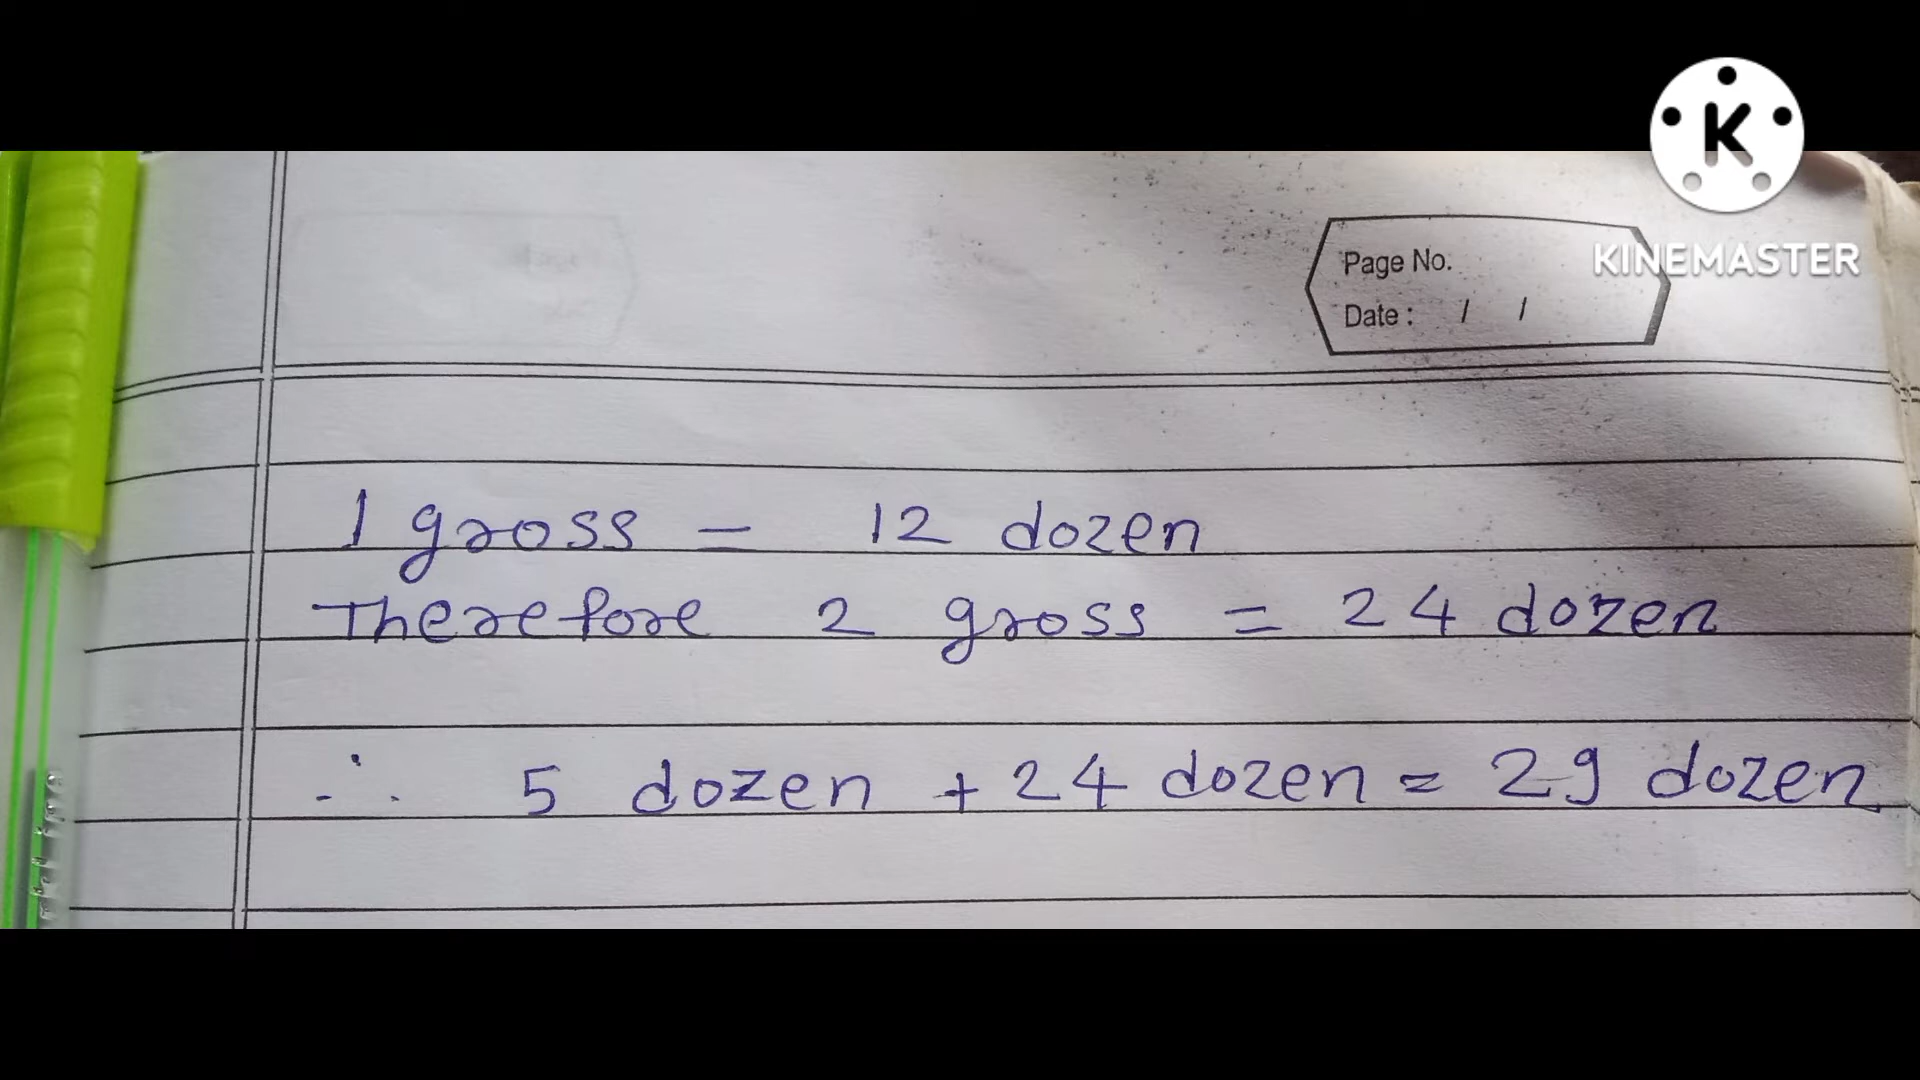 K
KINEMASTER
Page No.
Date : / /
1 gross = 12 dozen
Therefore 2 gross = 24 dozen
∴ 5 dozen + 24 dozen = 29 dozen